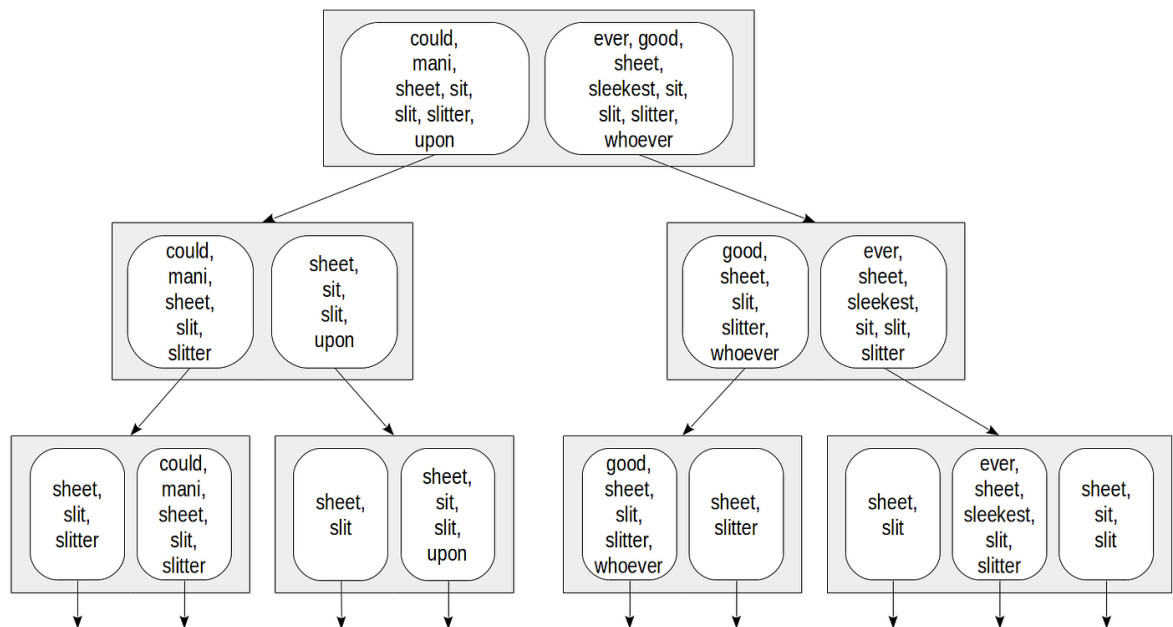 could,
mani,
sheet, sit,
slit, slitter,
upon
ever, good,
sheet,
sleekest, sit,
slit, slitter,
whoever
could,
mani,
sheet,
slit,
slitter
sheet,
sit,
slit,
upon
good,
sheet,
slit,
slitter,
whoever
ever,
sheet,
sleekest,
sit, slit,
slitter
sheet,
slit,
slitter
could,
mani,
sheet,
slit,
slitter
sheet,
slit
sheet,
sit,
slit,
upon
good,
sheet,
slit,
slitter,
whoever
sheet,
slitter
sheet,
slit
ever,
sheet,
sleekest,
slit,
slitter
sheet,
sit,
slit